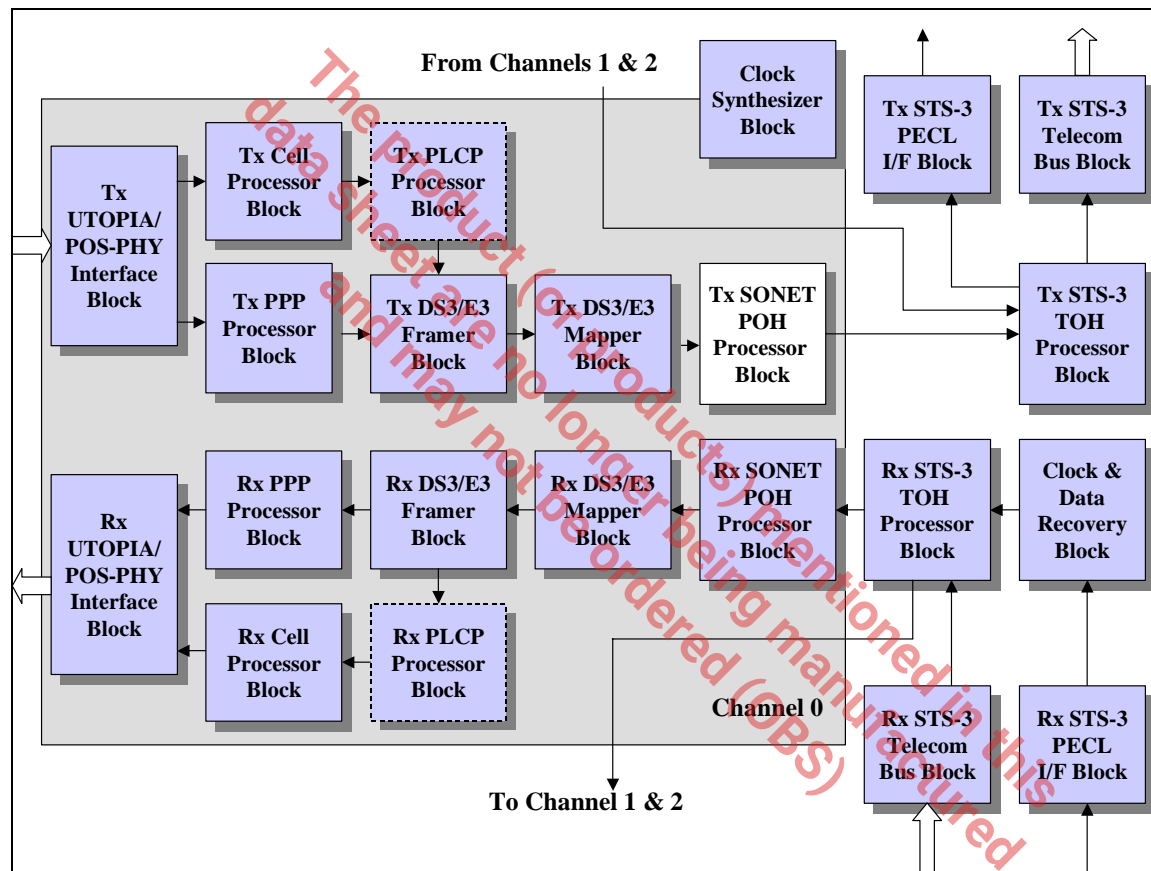 From Channels 1 & 2
Clock
Synthesizer
Block
Tx STS-3
PECL
I/F Block
Tx STS-3
Telecom
Bus Block
Tx
UTOPIA/
POS-PHY
Interface
Block
Tx Cell
Processor
Block
Tx PLCP
Processor
Block
Tx PPP
Processor
Block
Tx DS3/E3
Framer
Block
Tx DS3/E3
Mapper
Block
Tx SONET
POH
Processor
Block
Tx STS-3
TOH
Processor
Block
Rx
UTOPIA/
POS-PHY
Interface
Block
Rx PPP
Processor
Block
Rx DS3/E3
Framer
Block
Rx DS3/E3
Mapper
Block
Rx SONET
POH
Processor
Block
Rx STS-3
TOH
Processor
Block
Clock &
Data
Recovery
Block
Rx Cell
Processor
Block
Rx PLCP
Processor
Block
Channel 0
Rx STS-3
Telecom
Bus Block
Rx STS-3
PECL
I/F Block
To Channel 1 & 2
The product (or products) mentioned in this
data sheet are no longer being manufactured
and may not be ordered (OBS)